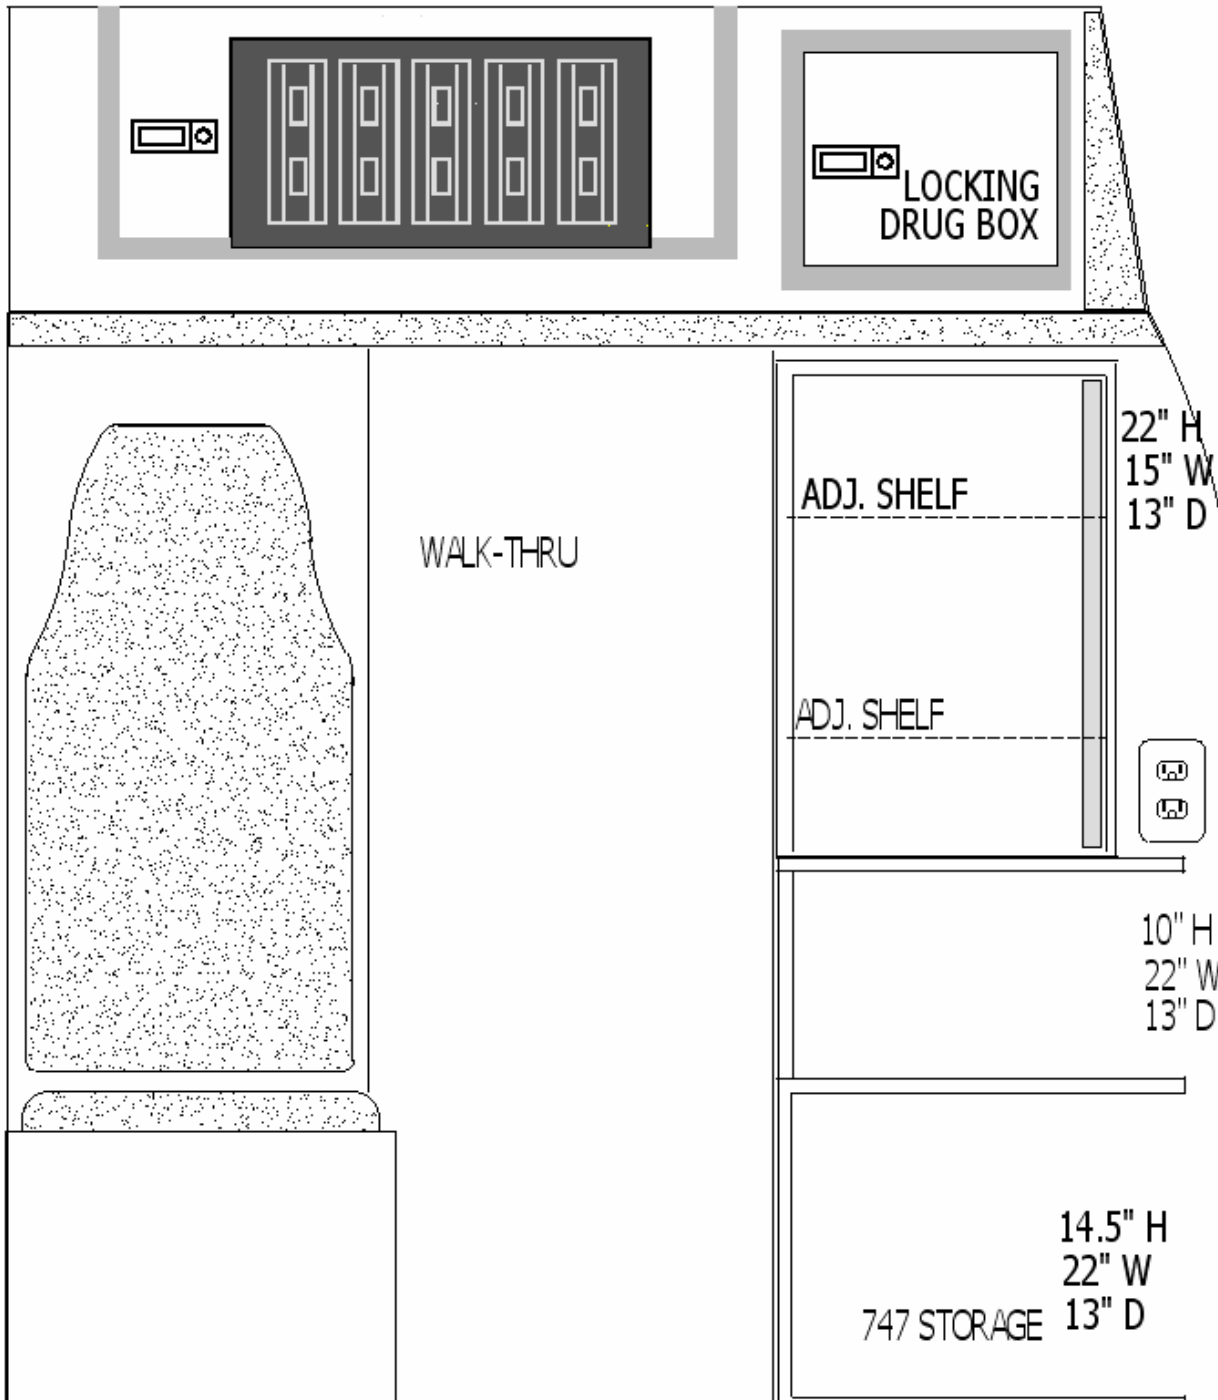 LOCKING
DRUG BOX
22" H
15" W
13" D
ADJ. SHELF
WALK-THRU
ADJ. SHELF
10" H
22" W
13" D
14.5" H
22" W
13" D
747 STORAGE